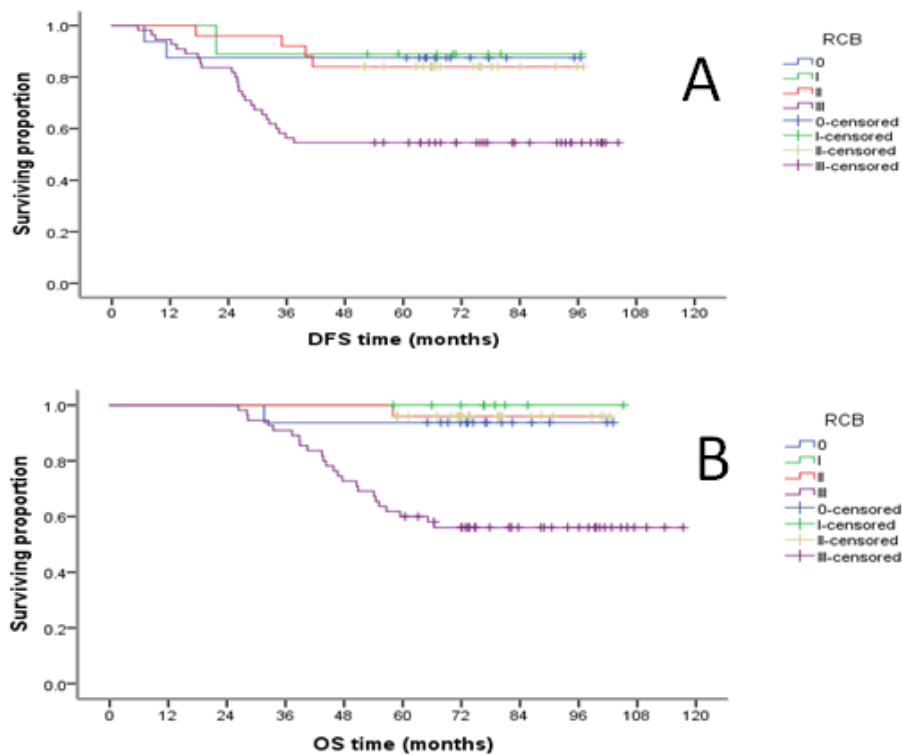 A
RCB
0
I
II
III
0-censored
I-censored
II-censored
III-censored
Surviving proportion
1.0
0.8
0.6
0.4
0.2
0.0
0 12 24 36 48 60 72 84 96 108 120
DFS time (months)
B
RCB
0
I
II
III
0-censored
I-censored
II-censored
III-censored
Surviving proportion
1.0
0.8
0.6
0.4
0.2
0.0
0 12 24 36 48 60 72 84 96 108 120
OS time (months)